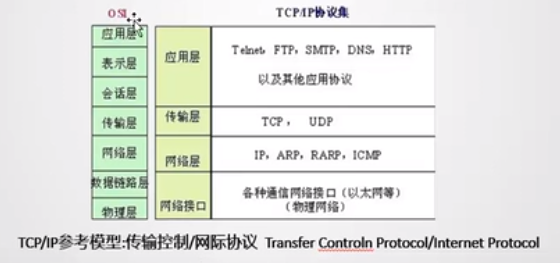 OSI
TCP/IP协议集
应用层
表示层
会话层
传输层
网络层
数据链路层
物理层
应用层
Telnet, FTP, SMTP, DNS, HTTP
以及其他应用协议
传输层
TCP， UDP
网络层
IP, ARP, RARP, ICMP
网络接口
各种通信网络接口（以太网等）
（物理网络）
TCP/IP参考模型:传输控制/网际协议 Transfer Controln Protocol/Internet Protocol